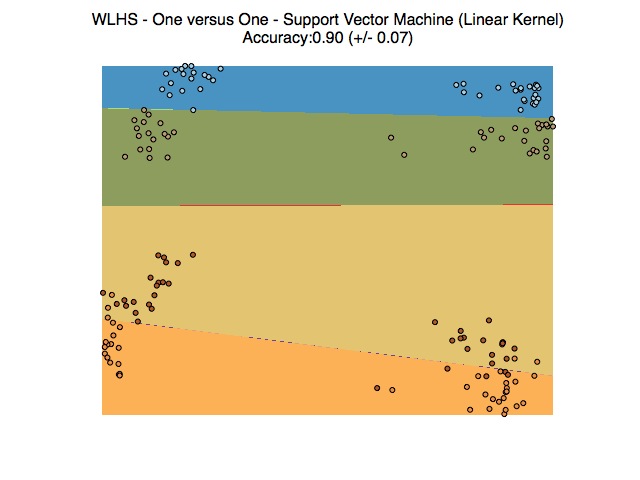 WLHS - One versus One - Support Vector Machine (Linear Kernel)
Accuracy:0.90 (+/- 0.07)